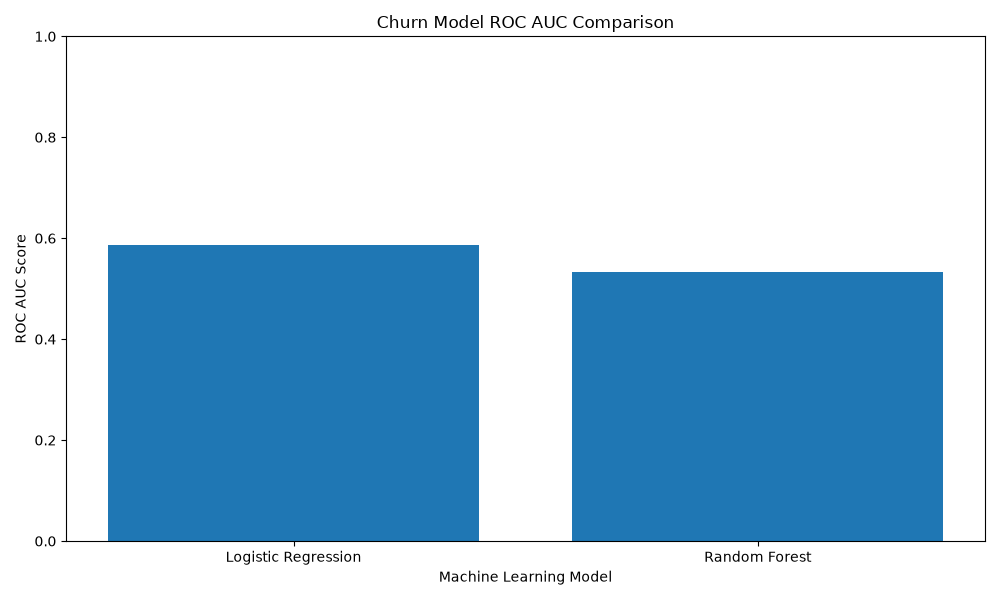 Churn Model ROC AUC Comparison
1.0
0.8
0.6
0.4
0.2
0.0
ROC AUC Score
Logistic Regression
Random Forest
Machine Learning Model